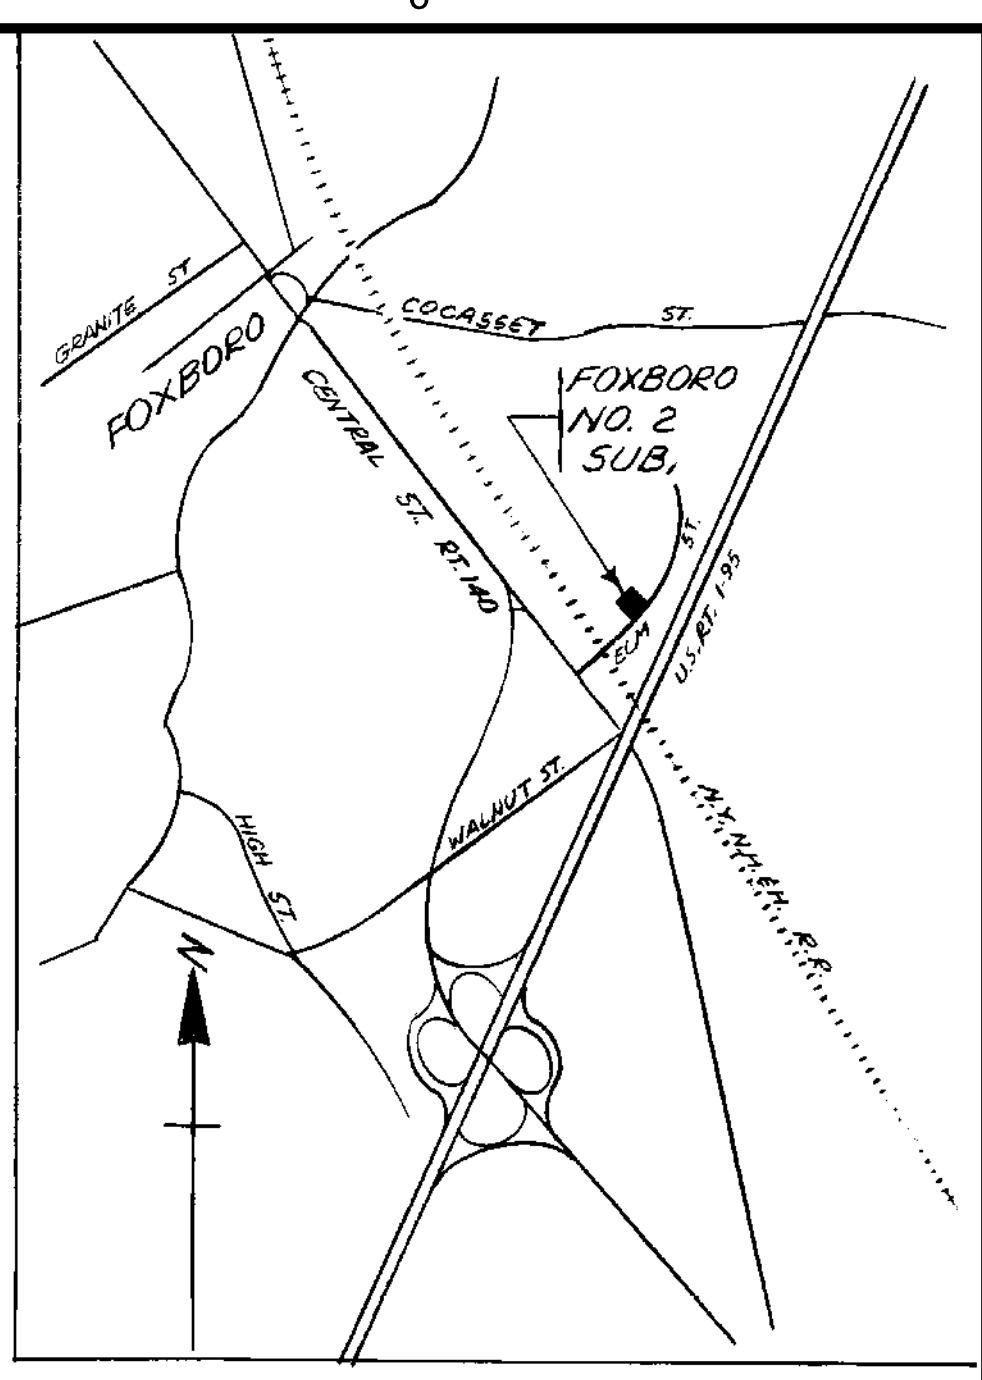 GRANITE ST
FOXBORO
COCASSET ST.
FOXBORO
NO. 2
SUB.
CENTRAL ST. RT. 140
ELM ST.
U.S. RT. 1-95
WALNUT ST.
HIGH ST.
N.Y. N.H. & H. R.R.
N